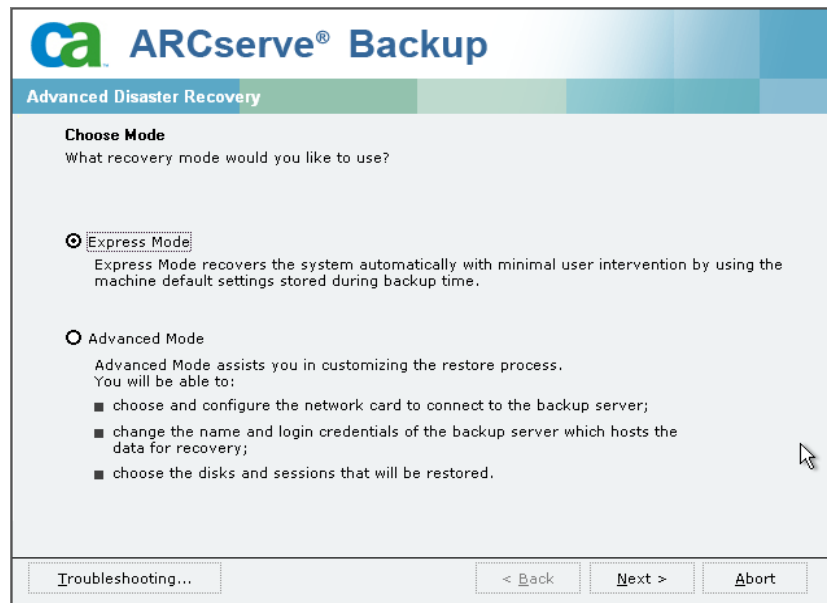 ca™ ARCserve® Backup
Advanced Disaster Recovery
Choose Mode
What recovery mode would you like to use?
Express Mode
Express Mode recovers the system automatically with minimal user intervention by using the
machine default settings stored during backup time.
Advanced Mode
Advanced Mode assists you in customizing the restore process.
You will be able to:
choose and configure the network card to connect to the backup server;
change the name and login credentials of the backup server which hosts the
data for recovery;
choose the disks and sessions that will be restored.
Troubleshooting... < Back Next > Abort